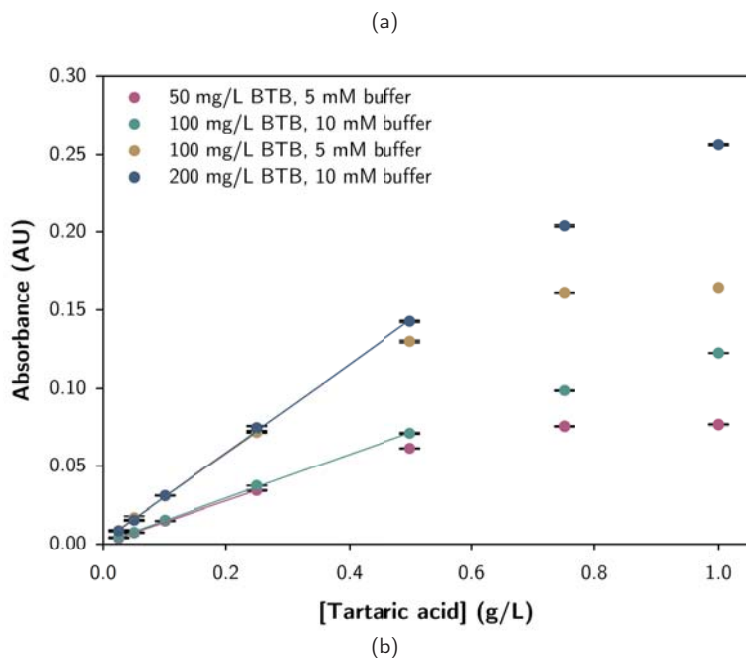 (a)
0.30
50 mg/L BTB, 5 mM buffer
100 mg/L BTB, 10 mM buffer
100 mg/L BTB, 5 mM buffer
200 mg/L BTB, 10 mM buffer
0.25
0.20
0.15
0.10
0.05
0.00
Absorbance (AU)
0.0 0.2 0.4 0.6 0.8 1.0
[Tartaric acid] (g/L)
(b)